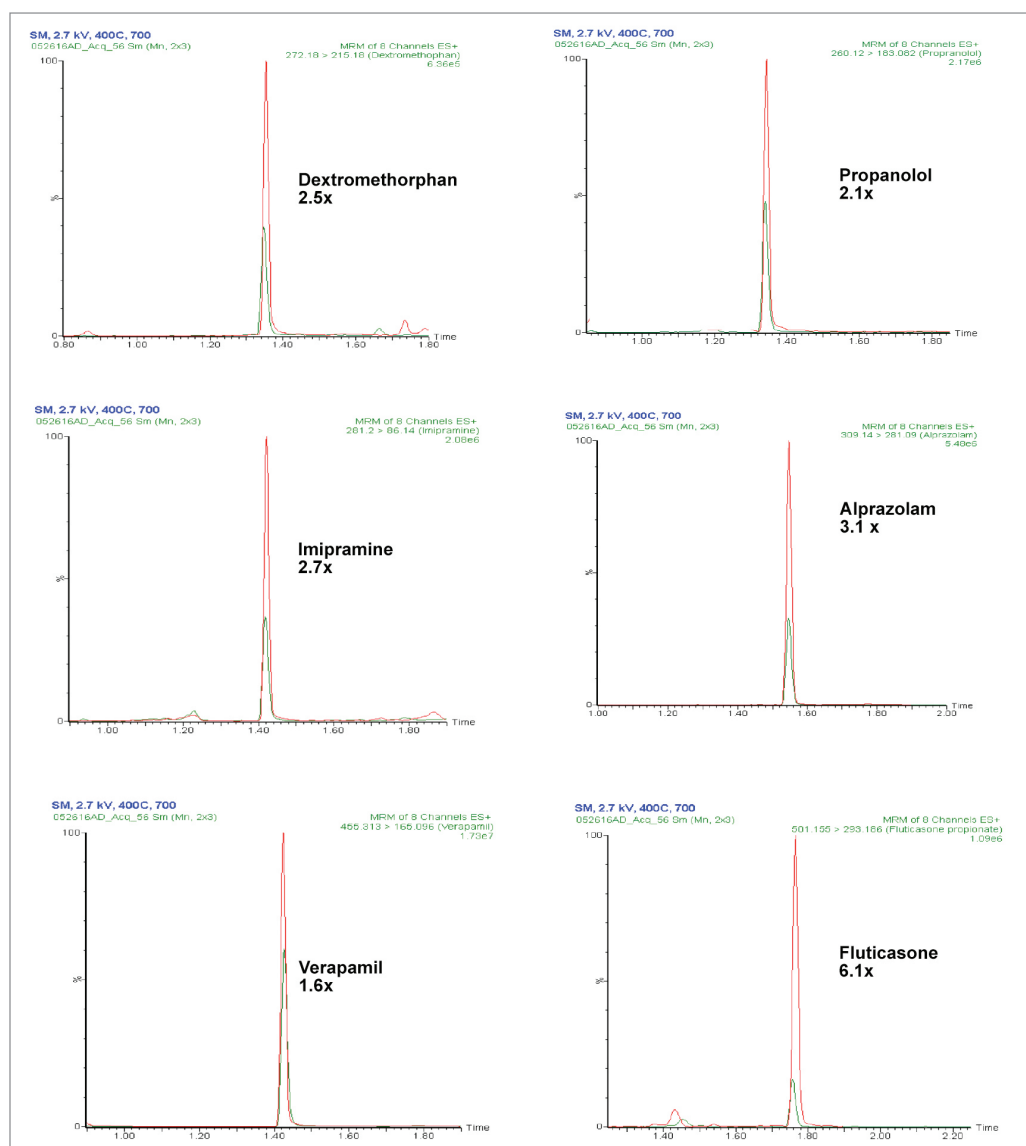 SM, 2.7 kV, 400C, 700
052616AD_Acq_56 Sm (Mn, 2x3)
MRM of 8 Channels ES+
272.18 > 215.18 (Dextromethophan)
6.36e5
100
%
0
Dextromethorphan
2.5x
0.80 1.00 1.20 1.40 1.60 1.80
Time
SM, 2.7 kV, 400C, 700
052616AD_Acq_56 Sm (Mn, 2x3)
MRM of 8 Channels ES+
260.12 > 183.082 (Propranolol)
2.17e6
100
%
0
Propanolol
2.1x
1.00 1.20 1.40 1.60 1.80
Time
SM, 2.7 kV, 400C, 700
052616AD_Acq_56 Sm (Mn, 2x3)
MRM of 8 Channels ES+
281.2 > 86.14 (Imipramine)
2.08e6
100
%
0
Imipramine
2.7x
1.00 1.20 1.40 1.60 1.80
Time
SM, 2.7 kV, 400C, 700
052616AD_Acq_56 Sm (Mn, 2x3)
MRM of 8 Channels ES+
309.14 > 281.09 (Alprazolam)
5.48e6
100
%
0
Alprazolam
3.1 x
1.00 1.20 1.40 1.60 1.80 2.00
Time
SM, 2.7 kV, 400C, 700
052616AD_Acq_56 Sm (Mn, 2x3)
MRM of 8 Channels ES+
455.313 > 165.096 (Verapamil)
1.73e7
100
%
0
Verapamil
1.6x
1.00 1.20 1.40 1.60 1.80
Time
SM, 2.7 kV, 400C, 700
052616AD_Acq_56 Sm (Mn, 2x3)
MRM of 8 Channels ES+
501.155 > 293.186 (Fluticasone propionate)
1.09e6
100
%
0
Fluticasone
6.1x
1.40 1.60 1.80 2.00 2.20
Time